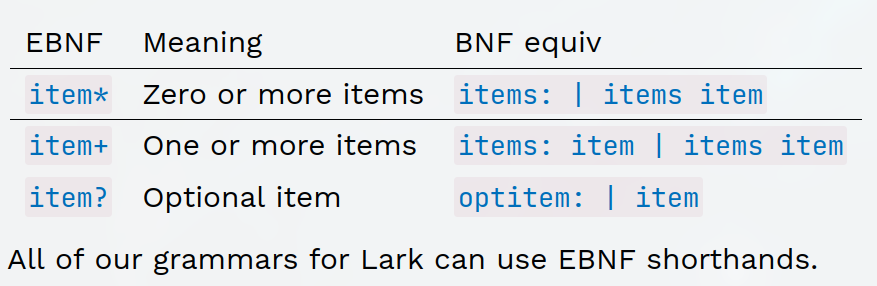 EBNF Meaning BNF equiv
item* Zero or more items items: | items item
item+ One or more items items: item | items item
item? Optional item optitem: | item
All of our grammars for Lark can use EBNF shorthands.